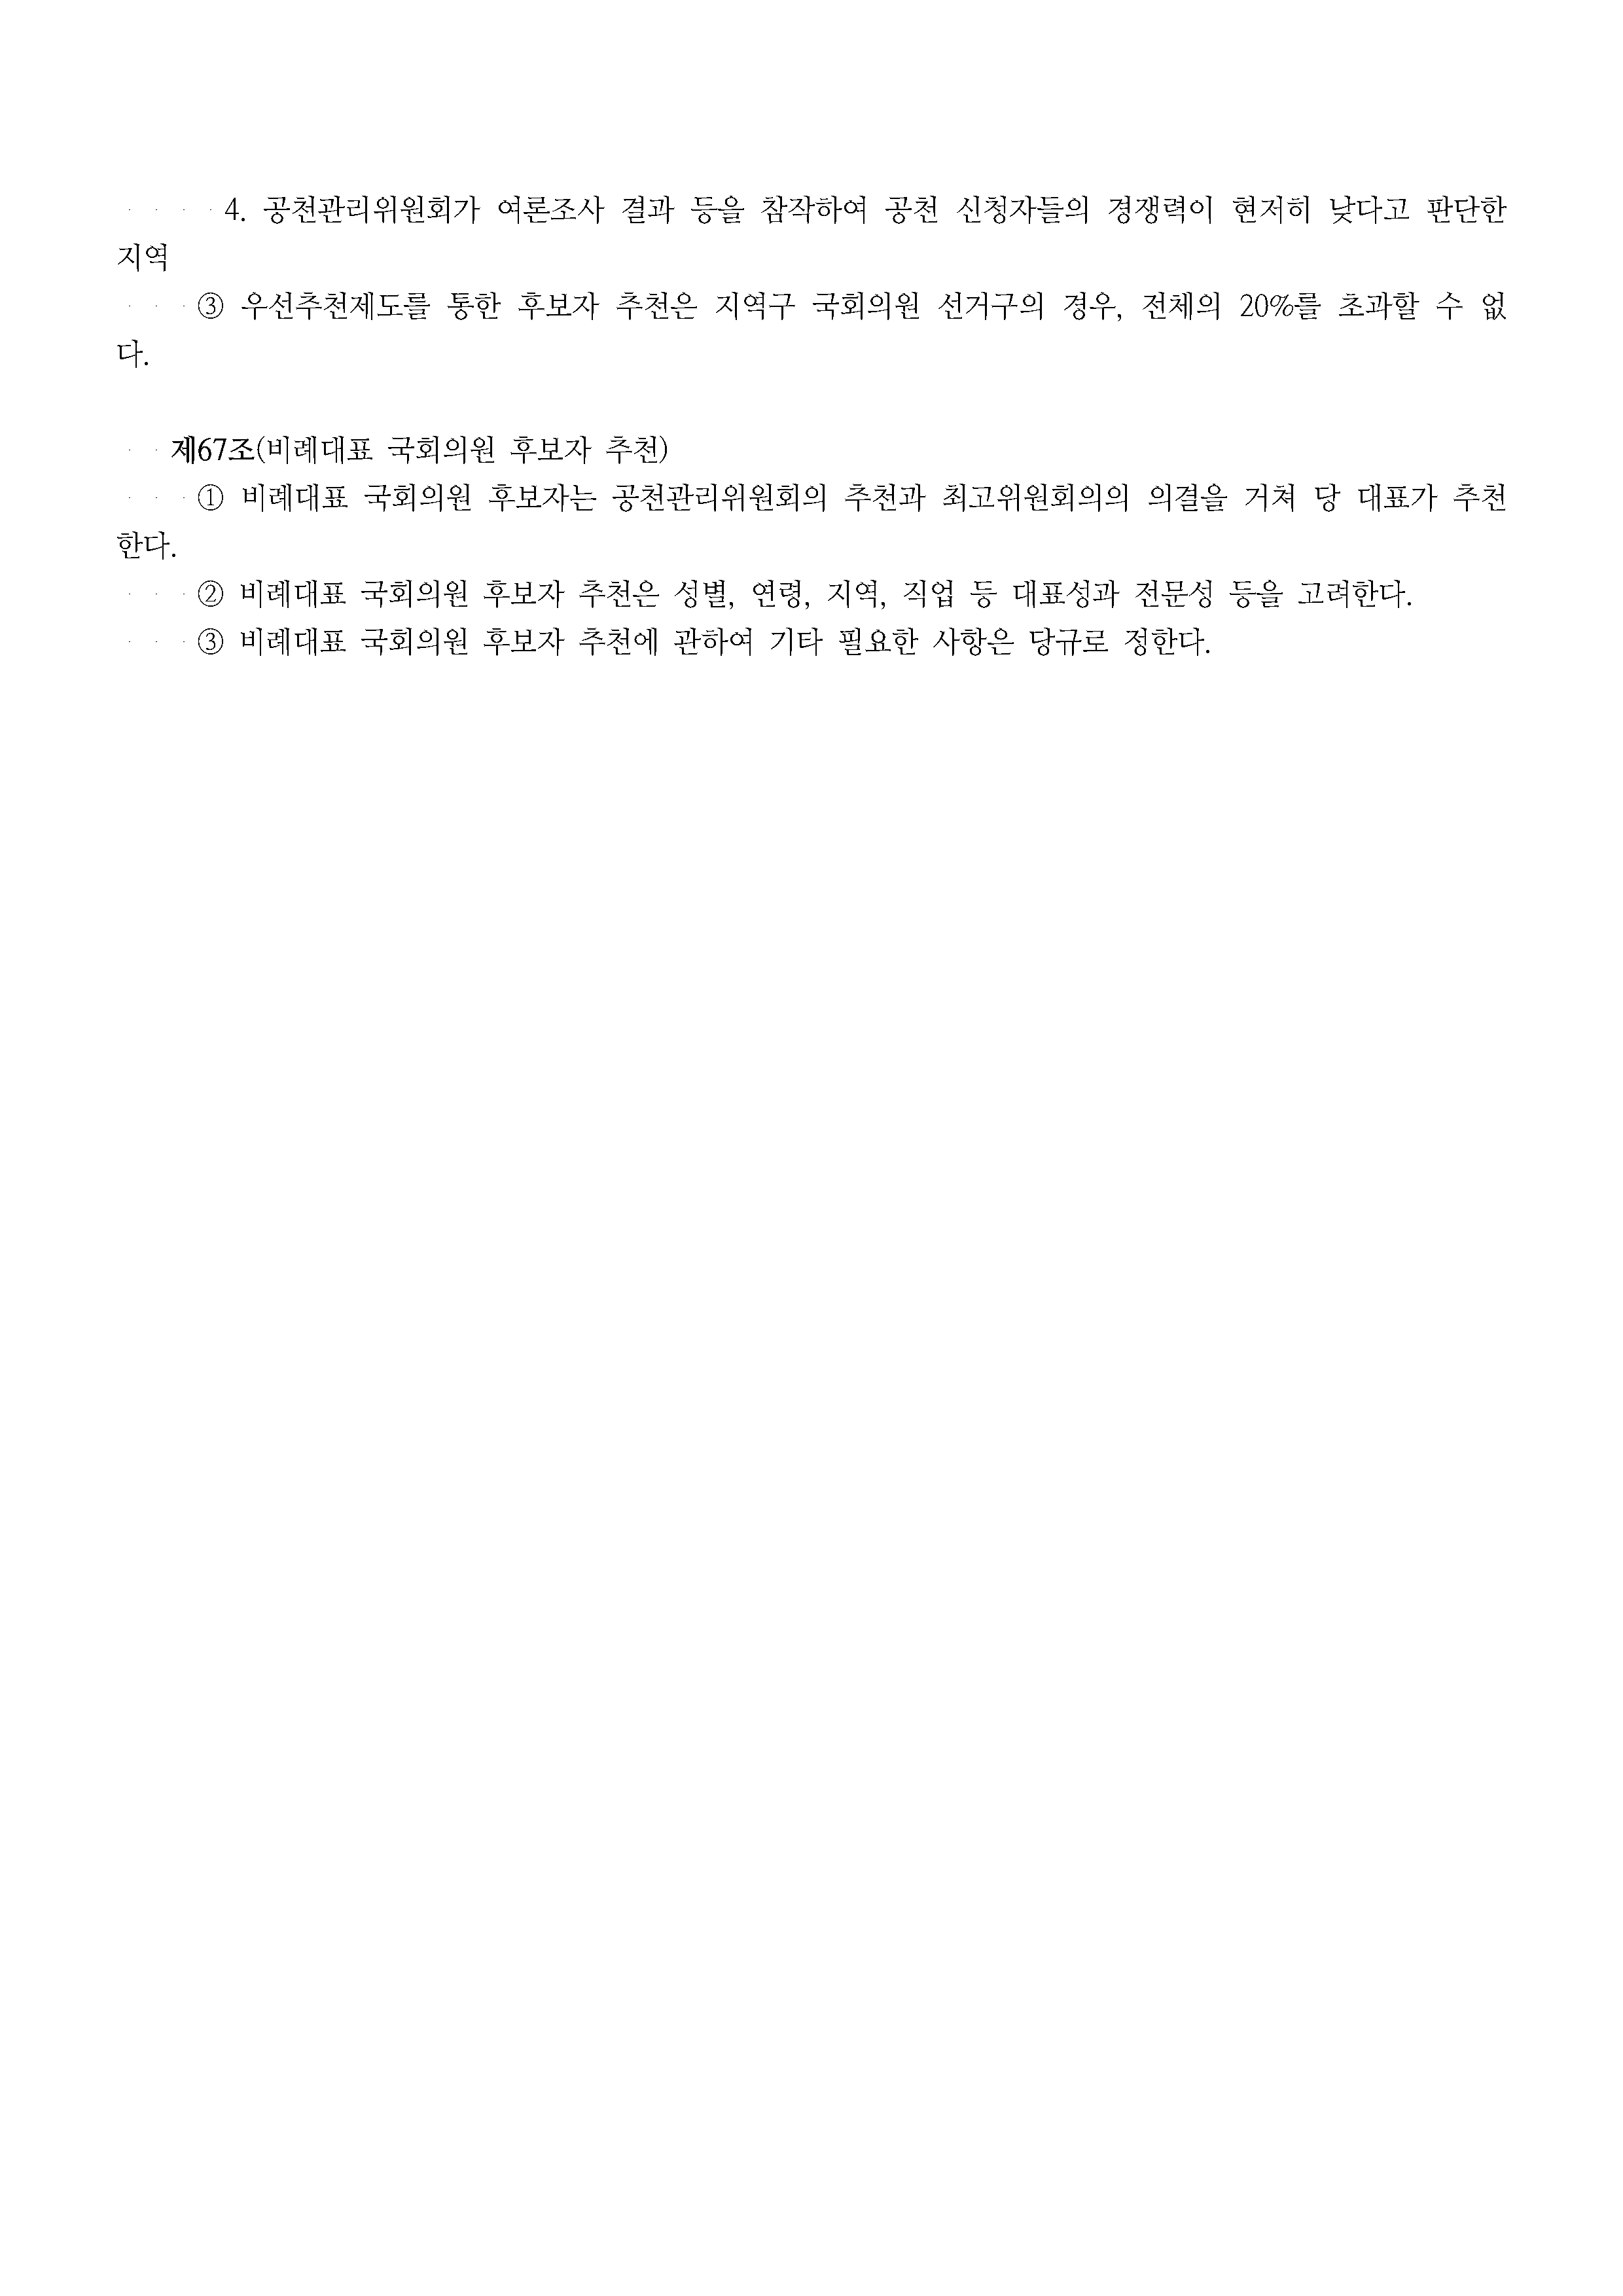 4. 공천관리위원회가 여론조사 결과 등을 참작하여 공천 신청자들의 경쟁력이 현저히 낮다고 판단한
지역
③ 우선추천제도를 통한 후보자 추천은 지역구 국회의원 선거구의 경우, 전체의 20%를 초과할 수 없
다.
제67조(비례대표 국회의원 후보자 추천)
① 비례대표 국회의원 후보자는 공천관리위원회의 추천과 최고위원회의의 의결을 거쳐 당 대표가 추천
한다.
② 비례대표 국회의원 후보자 추천은 성별, 연령, 지역, 직업 등 대표성과 전문성 등을 고려한다.
③ 비례대표 국회의원 후보자 추천에 관하여 기타 필요한 사항은 당규로 정한다.